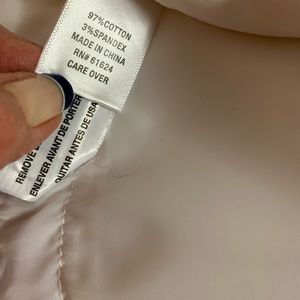 97%COTTON
3%SPANDEX
MADE IN CHINA
RN# 61624
CARE OVER
REMOVE
ENLEVER AVANT DE PORTER
QUITAR ANTES DE USA